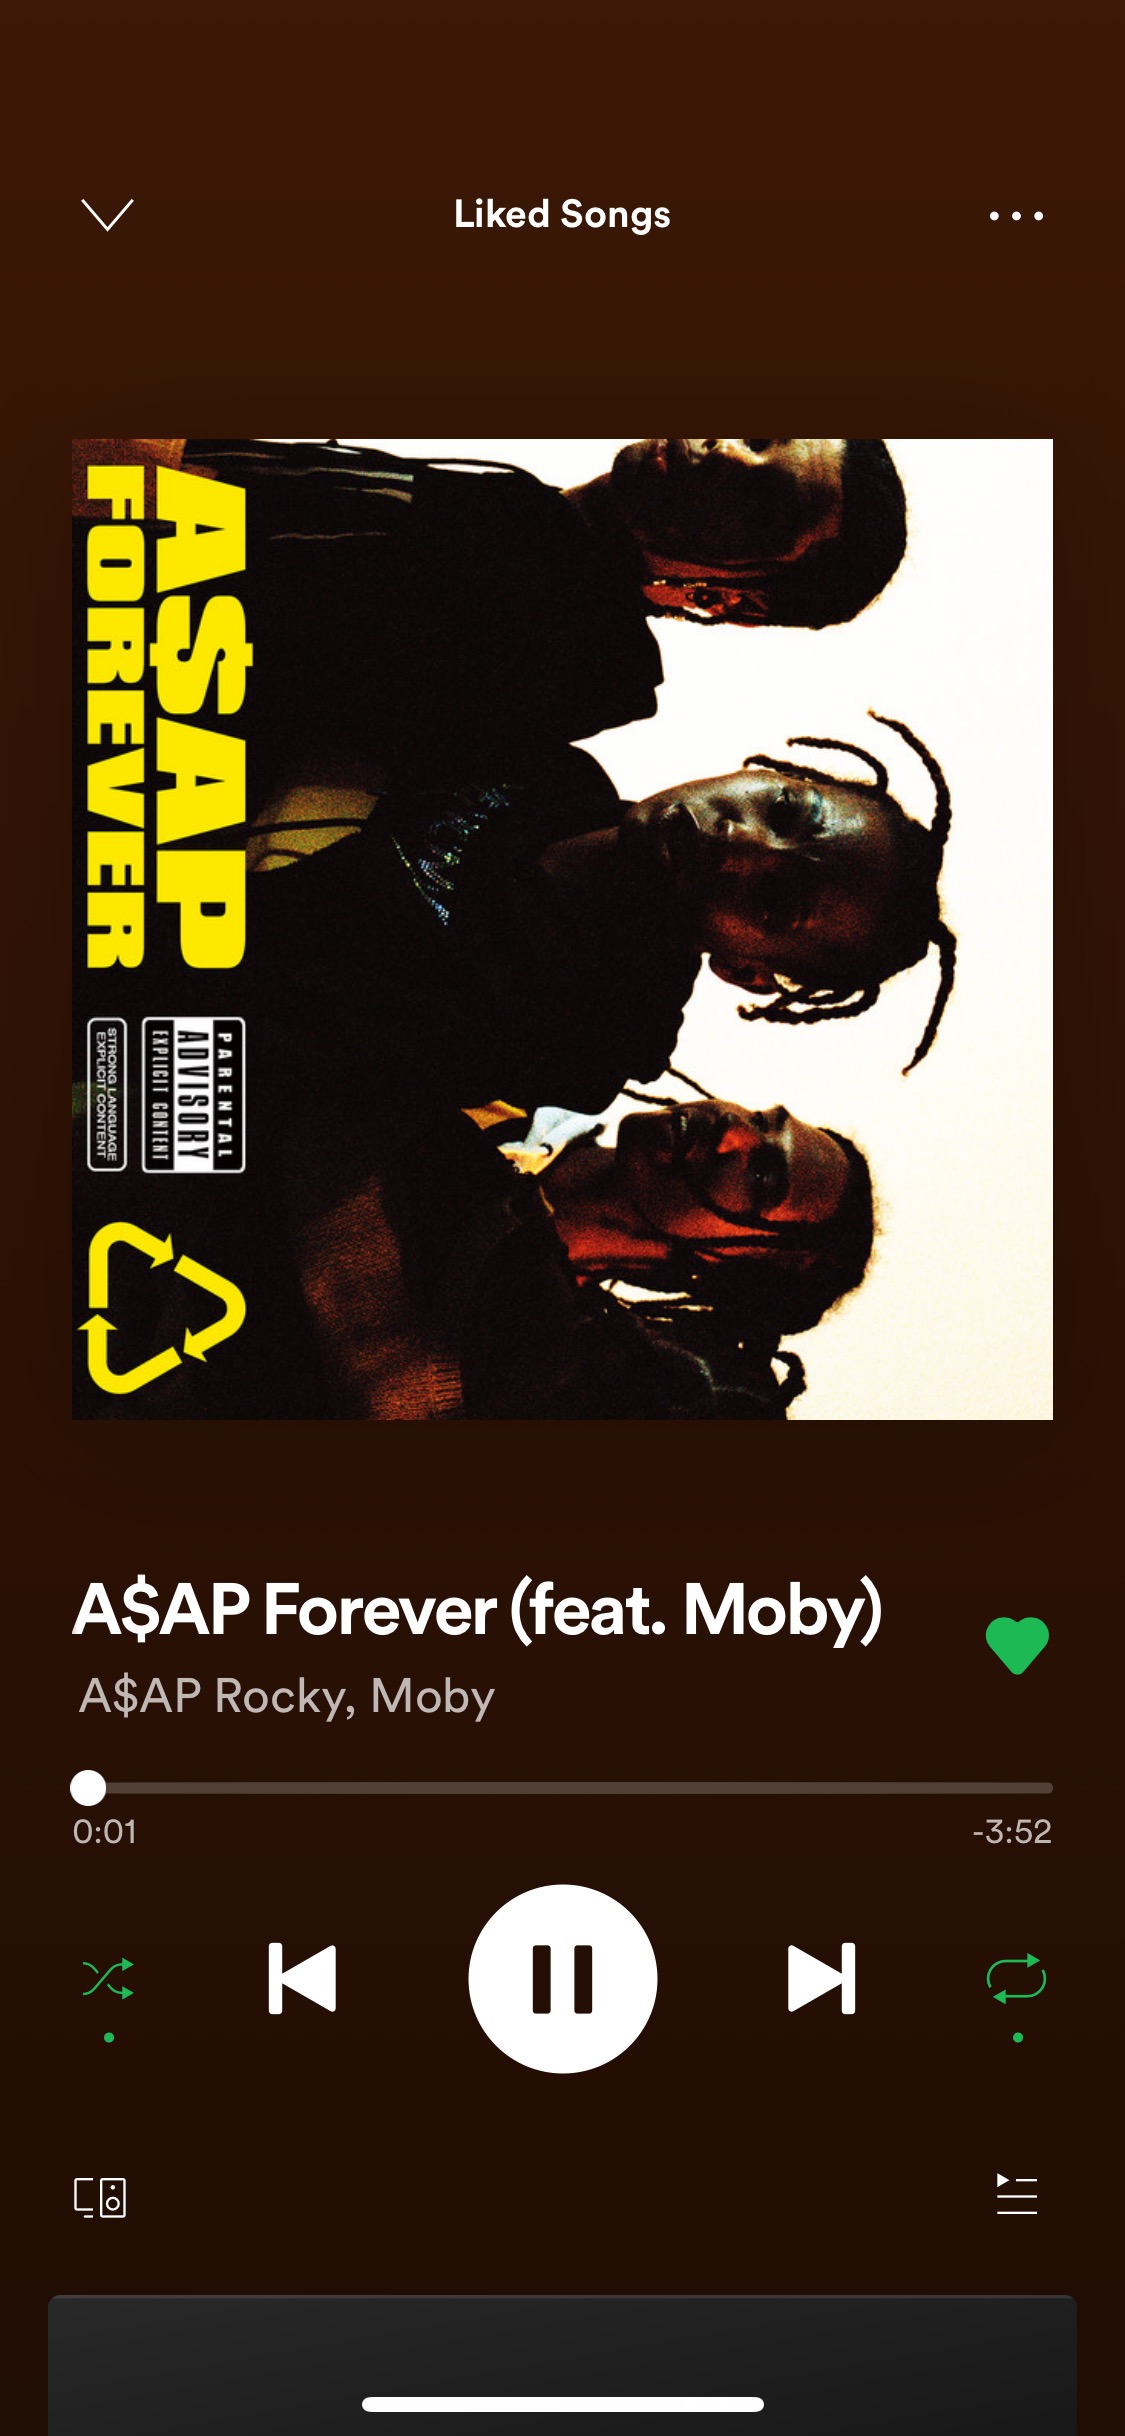 Liked Songs
A$AP
FOREVER
PARENTAL
ADVISORY
EXPLICIT CONTENT
STRONG LANGUAGE
EXPLICIT CONTENT
A$AP Forever (feat. Moby)
A$AP Rocky, Moby
0:01
-3:52